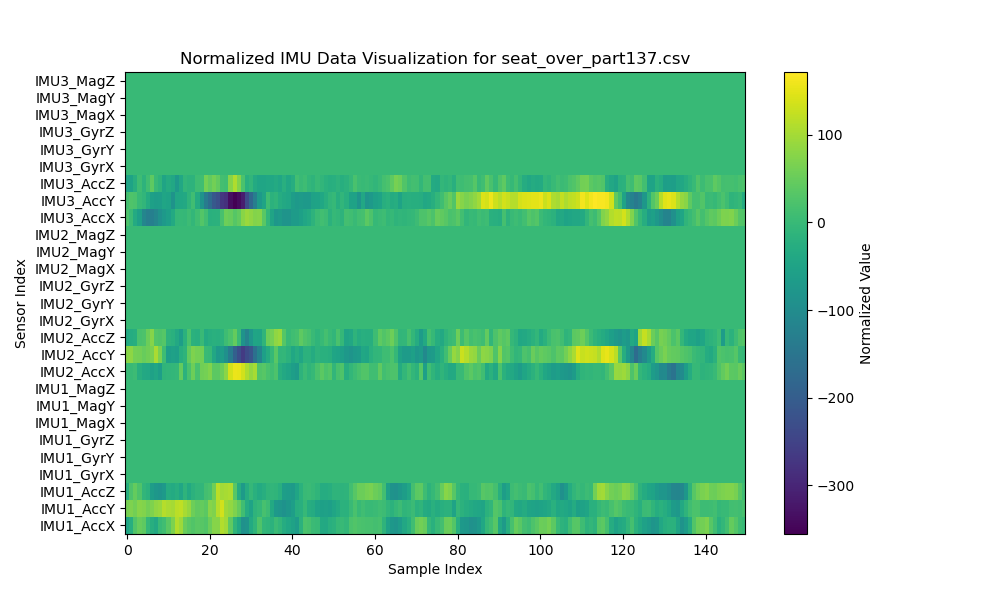 Normalized IMU Data Visualization for seat_over_part137.csv
IMU3_MagZ
IMU3_MagY
IMU3_MagX
IMU3_GyrZ
IMU3_GyrY
IMU3_GyrX
IMU3_AccZ
IMU3_AccY
IMU3_AccX
IMU2_MagZ
IMU2_MagY
IMU2_MagX
IMU2_GyrZ
IMU2_GyrY
IMU2_GyrX
IMU2_AccZ
IMU2_AccY
IMU2_AccX
IMU1_MagZ
IMU1_MagY
IMU1_MagX
IMU1_GyrZ
IMU1_GyrY
IMU1_GyrX
IMU1_AccZ
IMU1_AccY
IMU1_AccX
Sensor Index
0 20 40 60 80 100 120 140
Sample Index
100
0
−100
−200
−300
Normalized Value